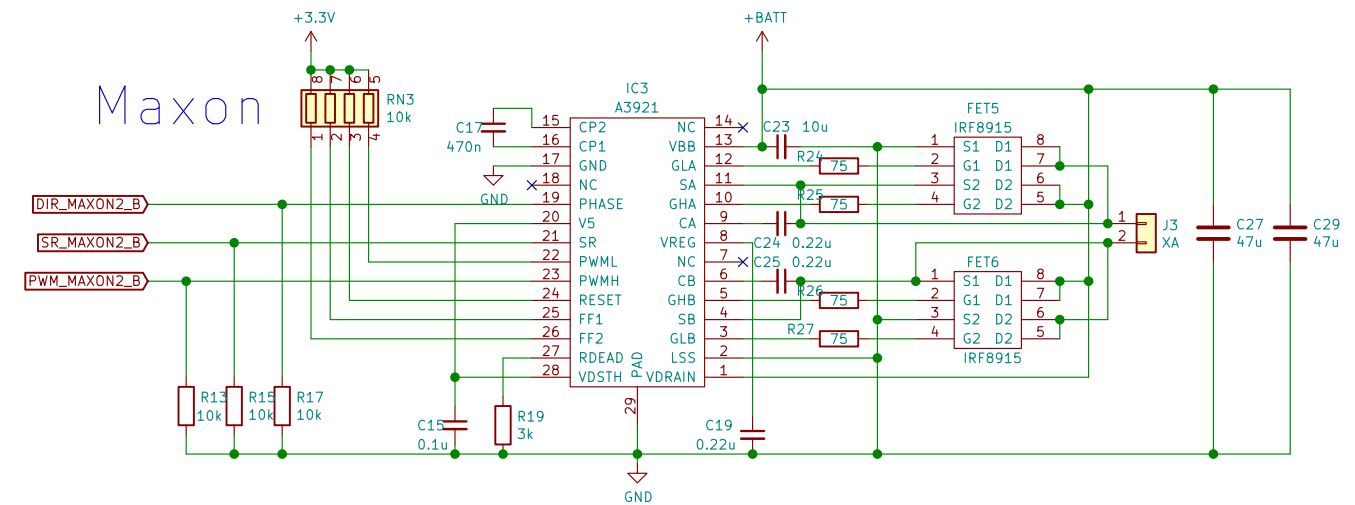 +3.3V
+BATT
Maxon
8 7 6 5
RN3
10k
1 2 3 4
IC3
A3921
C17
470n
GND
15 CP2
16 CP1
17 GND
18 NC
19 PHASE
20 V5
21 SR
22 PWML
23 PWMH
24 RESET
25 FF1
26 FF2
27 RDEAD
28 VDSTH
PAD
29
NC 14
VBB 13
GLA 12
SA 11
GHA 10
CA 9
VREG 8
NC 7
CB 6
GHB 5
SB 4
GLB 3
LSS 2
VDRAIN 1
DIR_MAXON2_B
SR_MAXON2_B
PWM_MAXON2_B
R13
10k
R15
10k
R17
10k
C15
0.1u
R19
3k
C19
0.22u
GND
C23 10u
R24
75
R25
75
C24 0.22u
C25 0.22u
R26
75
R27
75
FET5
IRF8915
1 S1 D1 8
2 G1 D1 7
3 S2 D2 6
4 G2 D2 5
FET6
1 S1 D1 8
2 G1 D1 7
3 S2 D2 6
4 G2 D2 5
IRF8915
1
2
J3
XA
C27
47u
C29
47u